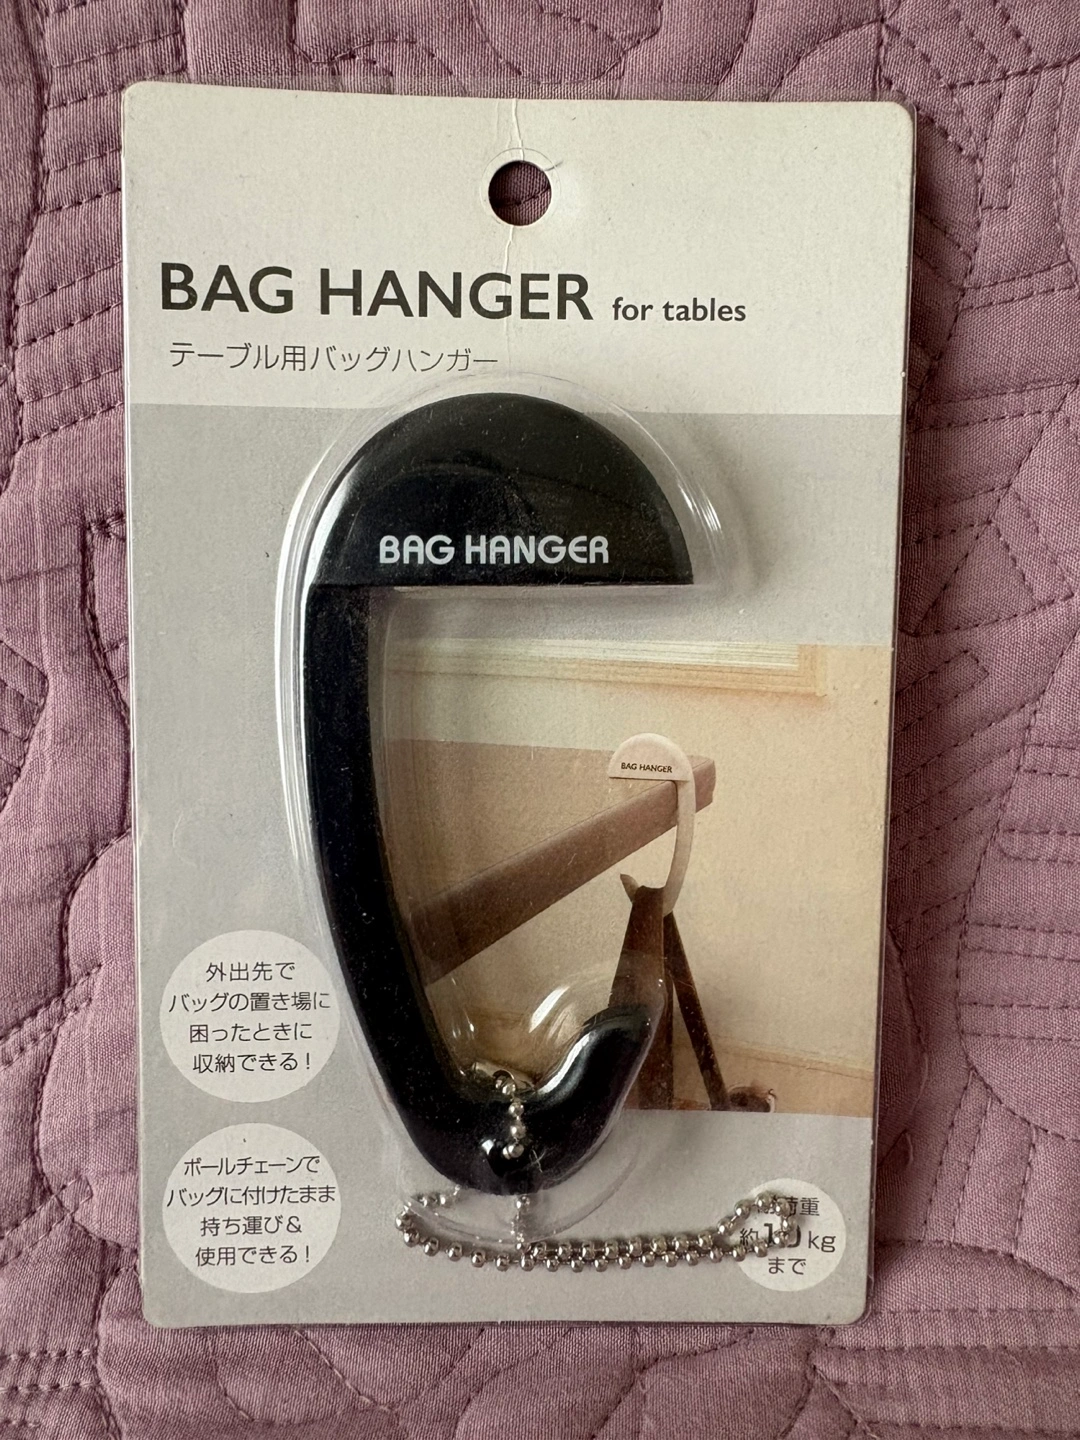 BAG HANGER for tables
テーブル用バッグハンガー
BAG HANGER
BAG HANGER
外出先で
バッグの置き場に
困ったときに
収納できる！
ボールチェーンで
バッグに付けたまま
持ち運び＆
使用できる！
荷重
約 kg
まで